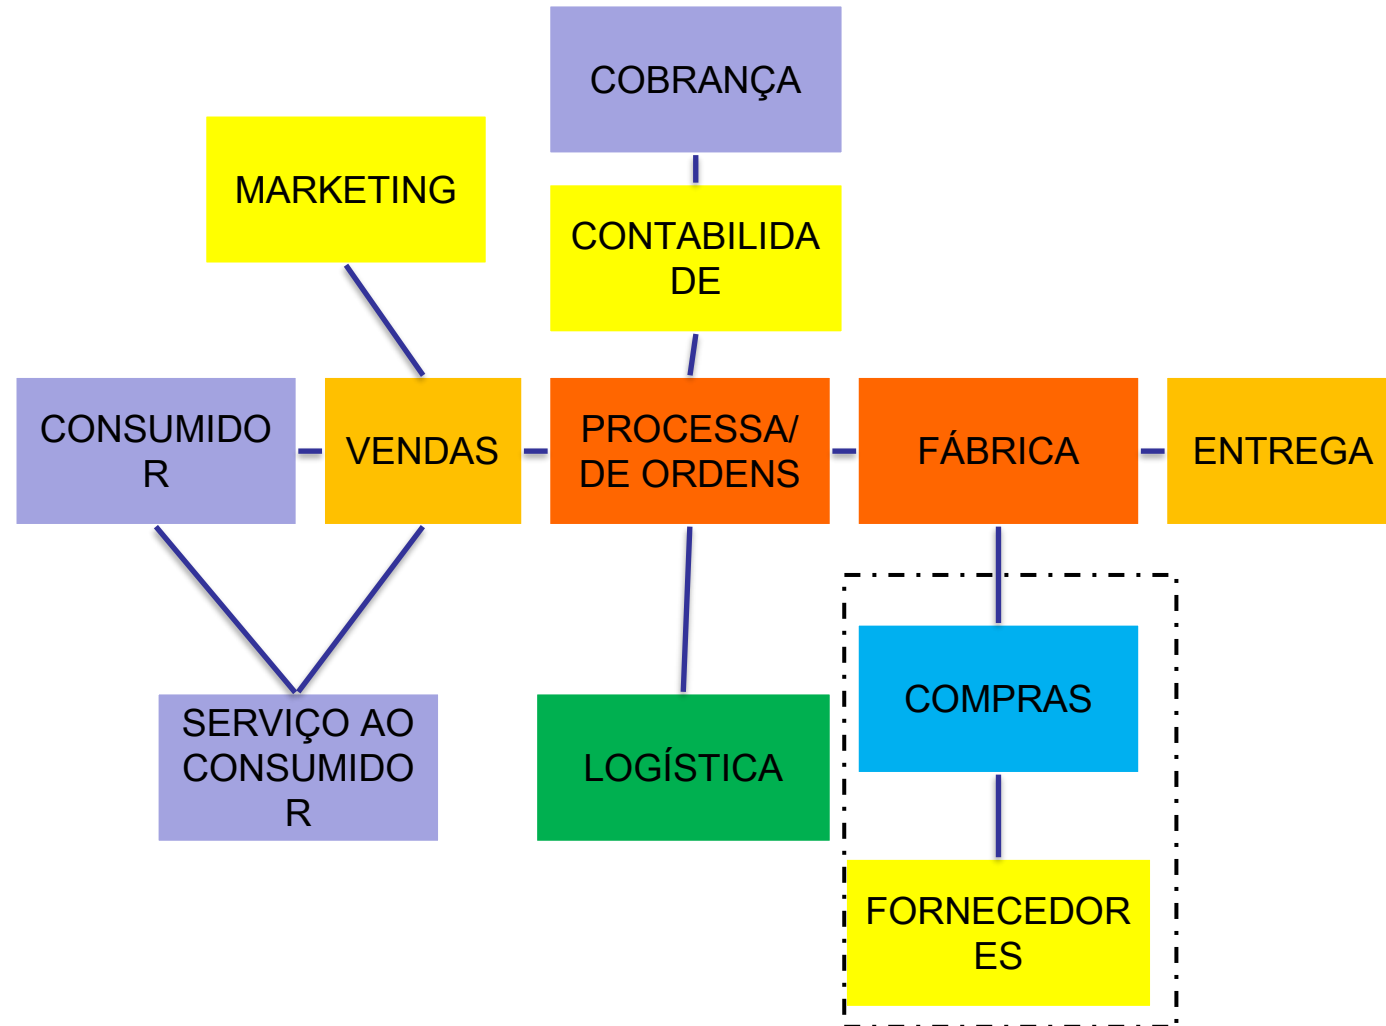 COBRANÇA
MARKETING
CONTABILIDA
DE
CONSUMIDO
R
VENDAS
PROCESSA/
DE ORDENS
FÁBRICA
ENTREGA
SERVIÇO AO
CONSUMIDO
R
LOGÍSTICA
COMPRAS
FORNECEDOR
ES